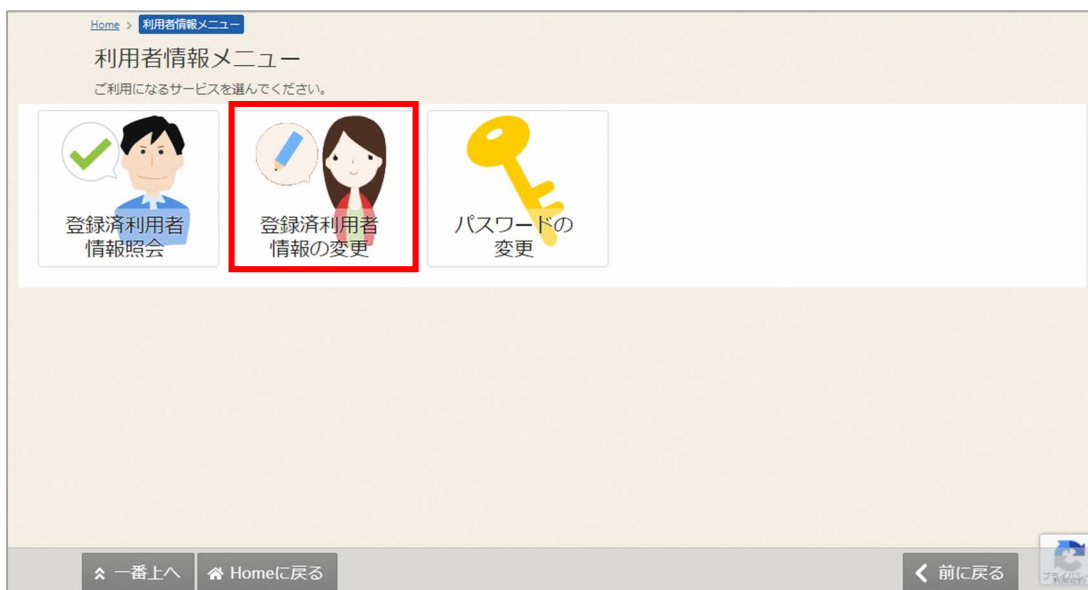 Home > 利用者情報メニュー
利用者情報メニュー
ご利用になるサービスを選んでください。
登録済利用者
情報照会
登録済利用者
情報の変更
パスワードの
変更
一番上へ
Homeに戻る
前に戻る